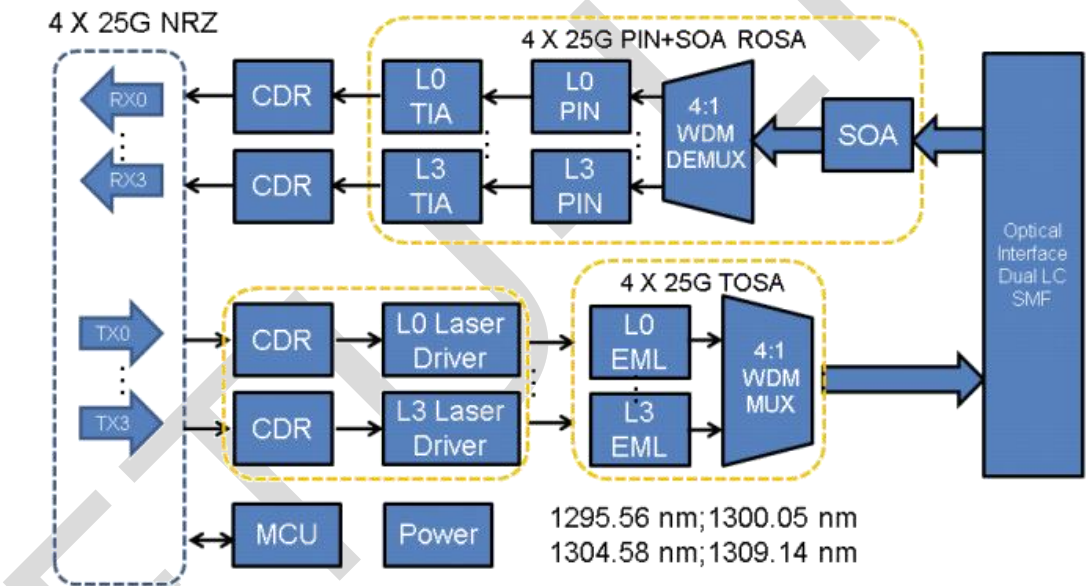 4 X 25G NRZ
4 X 25G PIN+SOA ROSA
RX0
CDR
L0
TIA
L0
PIN
4:1
WDM
DEMUX
SOA
RX3
CDR
L3
TIA
L3
PIN
Optical
Interface
Dual LC
SMF
4 X 25G TOSA
TX0
CDR
L0 Laser
Driver
L0
EML
4:1
WDM
MUX
TX3
CDR
L3 Laser
Driver
L3
EML
MCU
Power
1295.56 nm;1300.05 nm
1304.58 nm;1309.14 nm